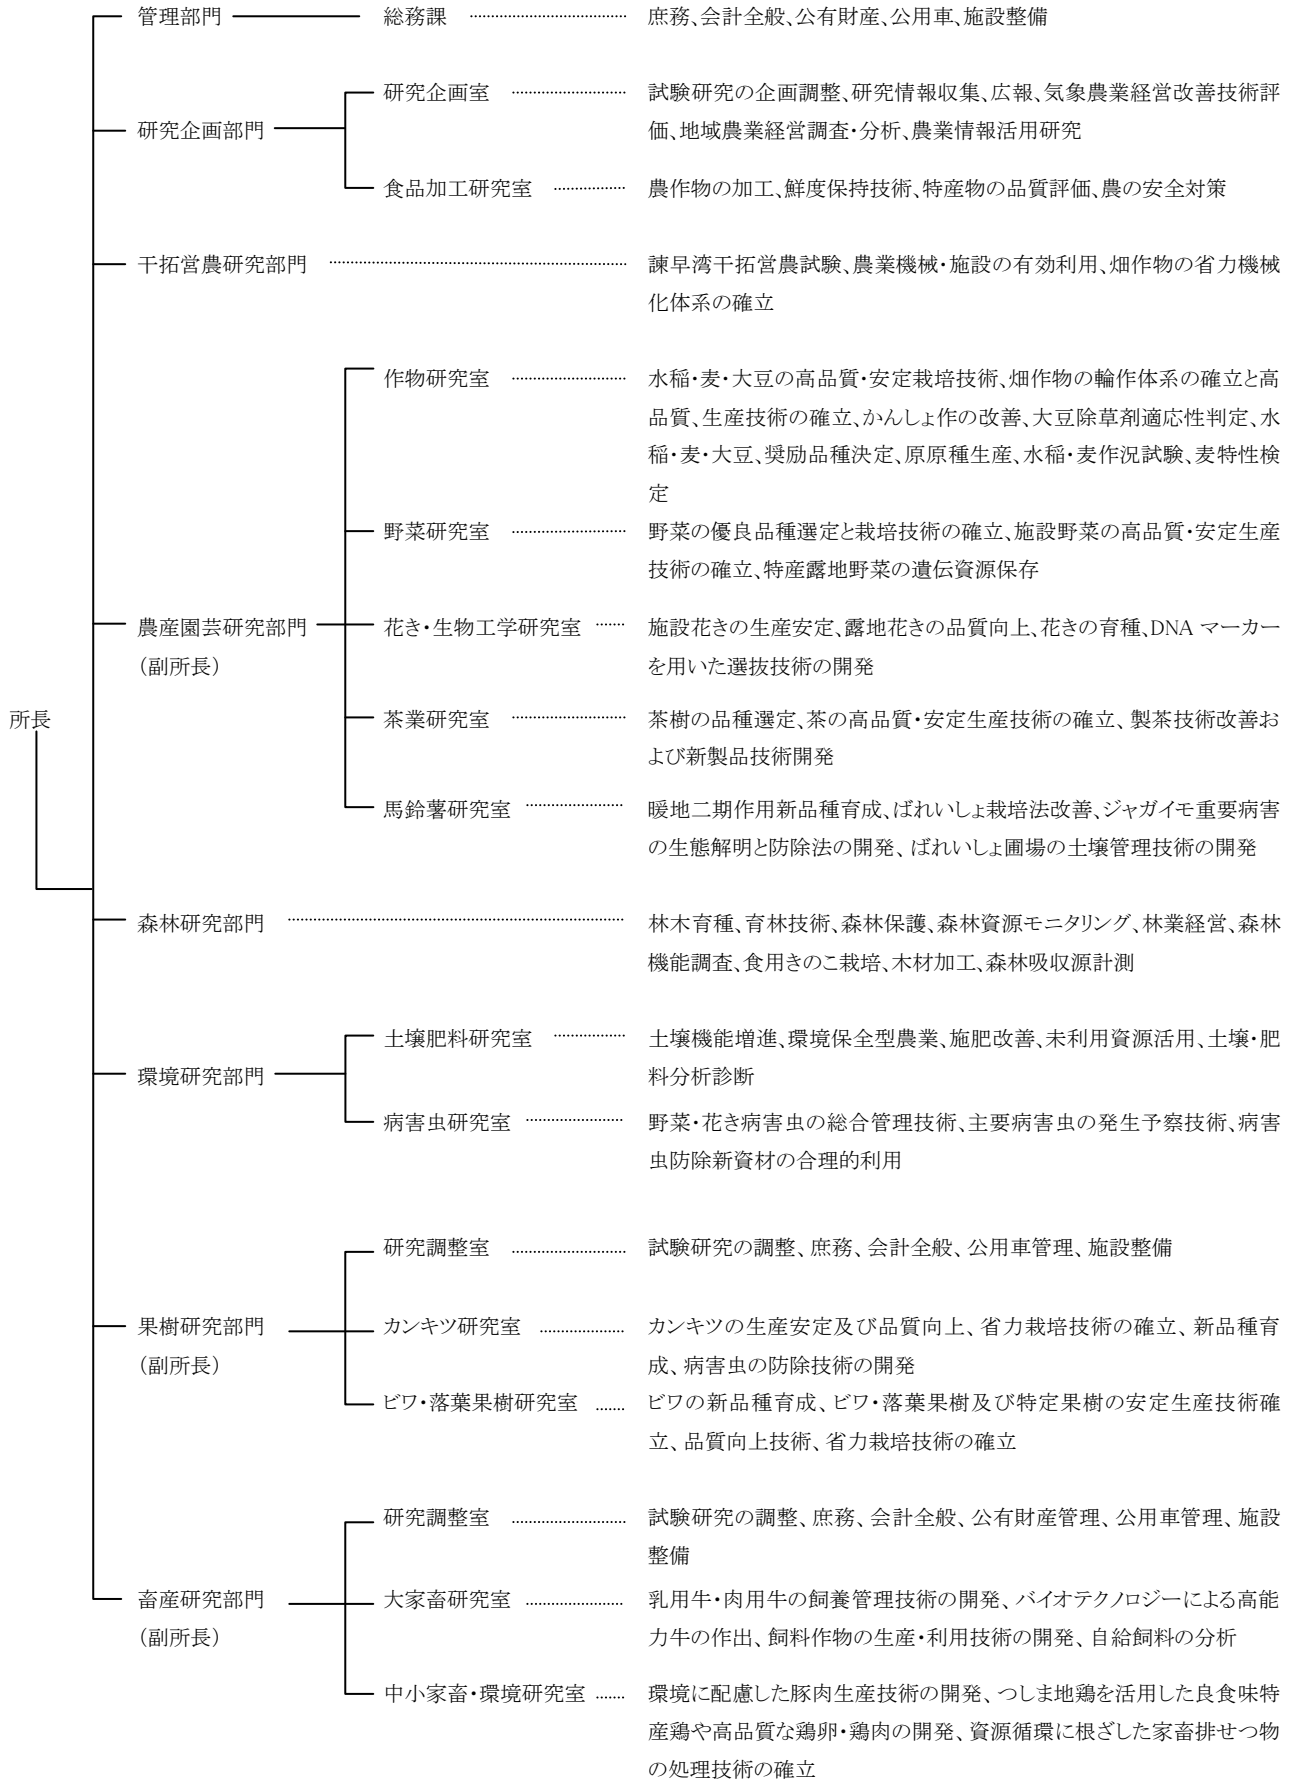 管理部門 総務課 庶務、会計全般、公有財産、公用車、施設整備
研究企画室 試験研究の企画調整、研究情報収集、広報、気象農業経営改善技術評
研究企画部門 価、地域農業経営調査・分析、農業情報活用研究
食品加工研究室 農作物の加工、鮮度保持技術、特産物の品質評価、農の安全対策
干拓営農研究部門 諫早湾干拓営農試験、農業機械・施設の有効利用、畑作物の省力機械
化体系の確立
作物研究室 水稲・麦・大豆の高品質・安定栽培技術、畑作物の輪作体系の確立と高
品質、生産技術の確立、かんしょ作の改善、大豆除草剤適応性判定、水
稲・麦・大豆、奨励品種決定、原原種生産、水稲・麦作況試験、麦特性検
定
野菜研究室 野菜の優良品種選定と栽培技術の確立、施設野菜の高品質・安定生産
技術の確立、特産露地野菜の遺伝資源保存
農産園芸研究部門 花き・生物工学研究室 施設花きの生産安定、露地花きの品質向上、花きの育種、DNA マーカー
(副所長) を用いた選抜技術の開発
所長 茶業研究室 茶樹の品種選定、茶の高品質・安定生産技術の確立、製茶技術改善お
よび新製品技術開発
馬鈴薯研究室 暖地二期作用新品種育成、ばれいしょ栽培法改善、ジャガイモ重要病害
の生態解明と防除法の開発、ばれいしょ圃場の土壌管理技術の開発
森林研究部門 林木育種、育林技術、森林保護、森林資源モニタリング、林業経営、森林
機能調査、食用きのこ栽培、木材加工、森林吸収源計測
土壌肥料研究室 土壌機能増進、環境保全型農業、施肥改善、未利用資源活用、土壌・肥
環境研究部門 料分析診断
病害虫研究室 野菜・花き病害虫の総合管理技術、主要病害虫の発生予察技術、病害
虫防除新資材の合理的利用
研究調整室 試験研究の調整、庶務、会計全般、公用車管理、施設整備
果樹研究部門 カンキツ研究室 カンキツの生産安定及び品質向上、省力栽培技術の確立、新品種育
(副所長) 成、病害虫の防除技術の開発
ビワ・落葉果樹研究室 ビワの新品種育成、ビワ・落葉果樹及び特定果樹の安定生産技術確
立、品質向上技術、省力栽培技術の確立
研究調整室 試験研究の調整、庶務、会計全般、公有財産管理、公用車管理、施設
整備
畜産研究部門 大家畜研究室 乳用牛・肉用牛の飼養管理技術の開発、バイオテクノロジーによる高能
(副所長) 力牛の作出、飼料作物の生産・利用技術の開発、自給飼料の分析
中小家畜・環境研究室 環境に配慮した豚肉生産技術の開発、つしま地鶏を活用した良食味特
産鶏や高品質な鶏卵・鶏肉の開発、資源循環に根ざした家畜排せつ物
の処理技術の確立